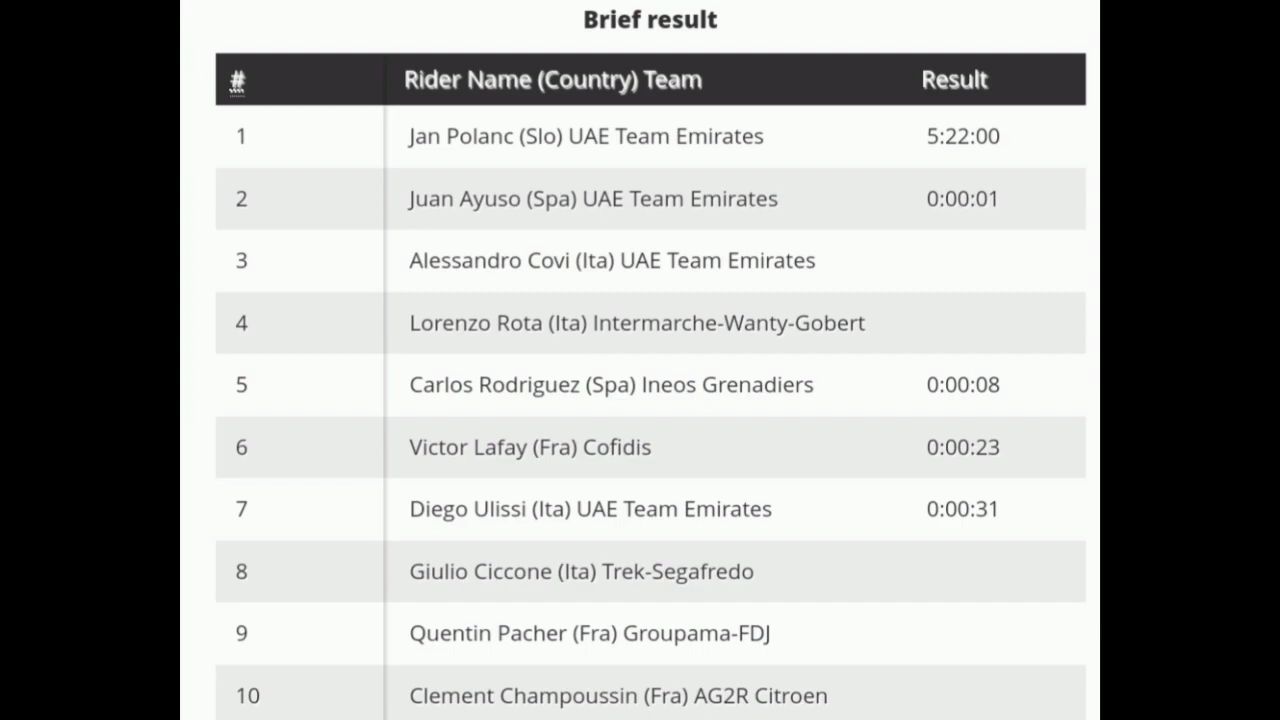 Brief result
# Rider Name (Country) Team Result
1 Jan Polanc (Slo) UAE Team Emirates 5:22:00
2 Juan Ayuso (Spa) UAE Team Emirates 0:00:01
3 Alessandro Covi (Ita) UAE Team Emirates
4 Lorenzo Rota (Ita) Intermarche-Wanty-Gobert
5 Carlos Rodriguez (Spa) Ineos Grenadiers 0:00:08
6 Victor Lafay (Fra) Cofidis 0:00:23
7 Diego Ulissi (Ita) UAE Team Emirates 0:00:31
8 Giulio Ciccone (Ita) Trek-Segafredo
9 Quentin Pacher (Fra) Groupama-FDJ
10 Clement Champoussin (Fra) AG2R Citroen